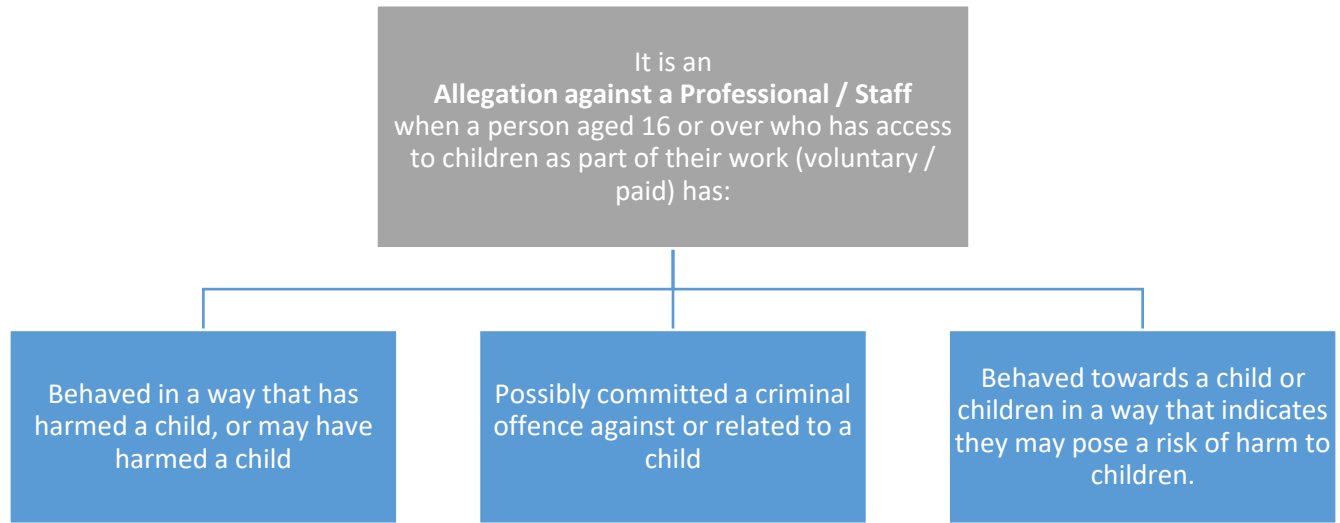 It is an
Allegation against a Professional / Staff
when a person aged 16 or over who has access
to children as part of their work (voluntary /
paid) has:
Behaved in a way that has
harmed a child, or may have
harmed a child
Possibly committed a criminal
offence against or related to a
child
Behaved towards a child or
children in a way that indicates
they may pose a risk of harm to
children.